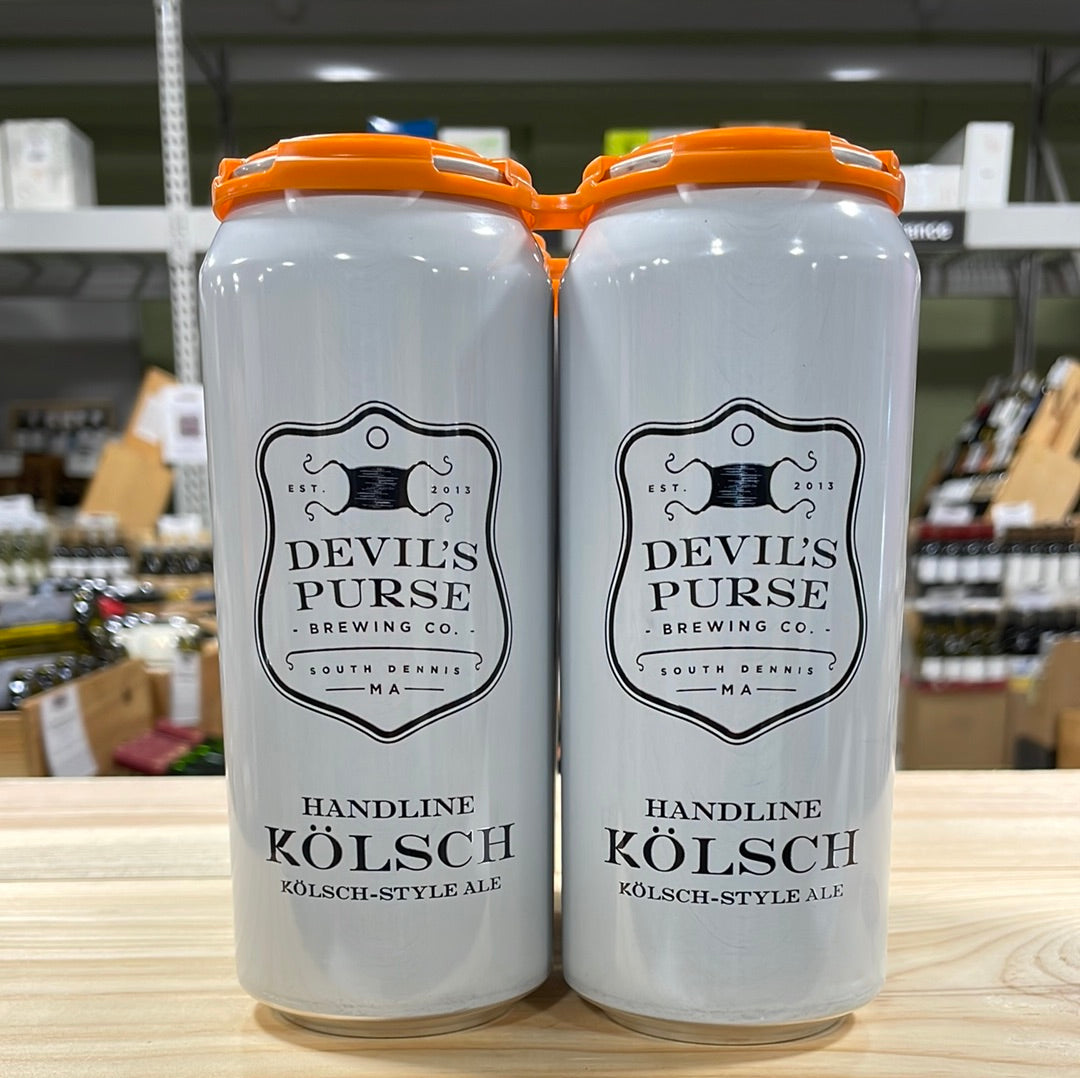 EST. 2013
DEVIL'S
PURSE
- BREWING CO. -
SOUTH DENNIS
—MA—
HANDLINE
KÖLSCH
KÖLSCH-STYLE ALE
EST. 2013
DEVIL'S
PURSE
- BREWING CO. -
SOUTH DENNIS
—MA—
HANDLINE
KÖLSCH
KÖLSCH-STYLE ALE